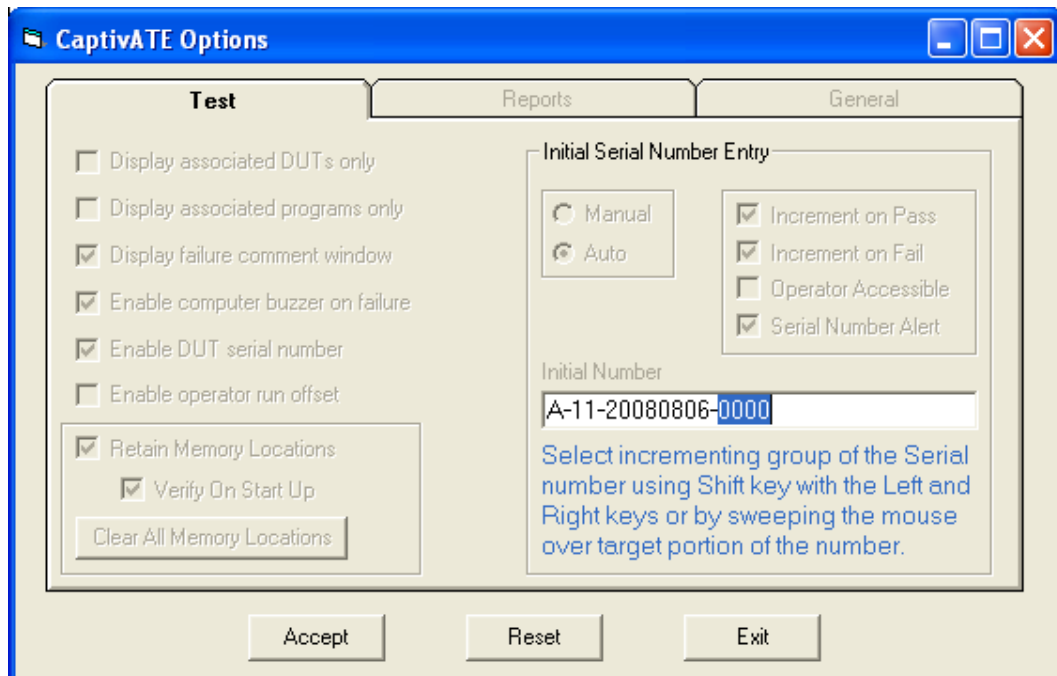 CaptivATE Options
Test
Reports
General
Display associated DUTs only
Display associated programs only
Display failure comment window
Enable computer buzzer on failure
Enable DUT serial number
Enable operator run offset
Retain Memory Locations
Verify On Start Up
Clear All Memory Locations
Initial Serial Number Entry
Manual
Auto
Increment on Pass
Increment on Fail
Operator Accessible
Serial Number Alert
Initial Number
A-11-20080806-0000
Select incrementing group of the Serial
number using Shift key with the Left and
Right keys or by sweeping the mouse
over target portion of the number.
Accept
Reset
Exit